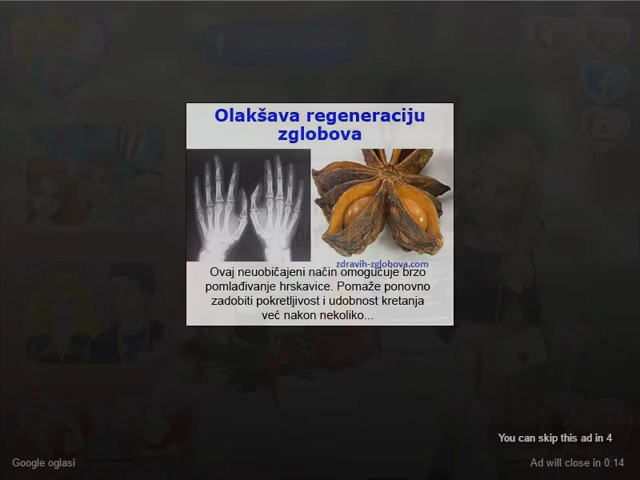 Olakšava regeneraciju
zglobova
zdravih-zglobova.com
Ovaj neuobičajeni način omogućuje brzo
pomlađivanje hrskavice. Pomaže ponovno
zadobiti pokretljivost i udobnost kretanja
već nakon nekoliko...
You can skip this ad in 4
Google oglasi
Ad will close in 0:14